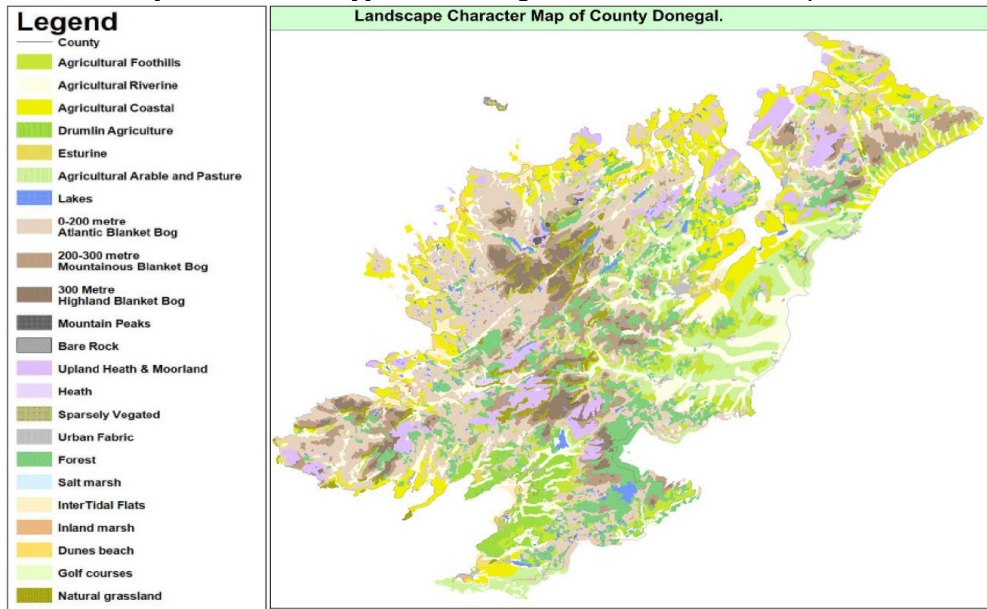 Legend
County
Agricultural Foothills
Agricultural Riverine
Agricultural Coastal
Drumlin Agriculture
Esturine
Agricultural Arable and Pasture
Lakes
0-200 metre
Atlantic Blanket Bog
200-300 metre
Mountainous Blanket Bog
300 Metre
Highland Blanket Bog
Mountain Peaks
Bare Rock
Upland Heath & Moorland
Heath
Sparsely Vegated
Urban Fabric
Forest
Salt marsh
InterTidal Flats
Inland marsh
Dunes beach
Golf courses
Natural grassland
Landscape Character Map of County Donegal.